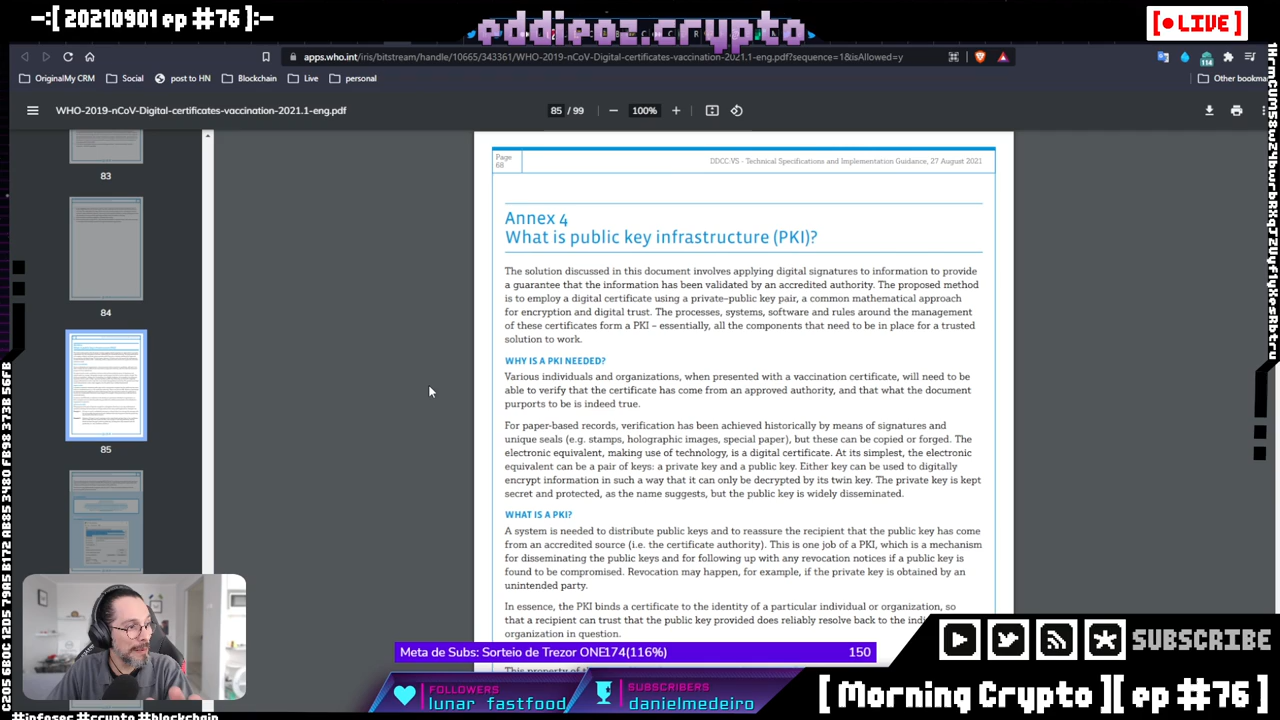 -:[ 20210901 ep #76 ]:-
eddieoz.crypto
[● LIVE ]
apps.who.int/iris/bitstream/handle/10665/343361/WHO-2019-nCoV-Digital-certificates-vaccination-2021.1-eng.pdf?sequence=1&isAllowed=y
114
OriginalMy CRM
Social
post to HN
Blockchain
Live
personal
Other bookma
WHO-2019-nCoV-Digital-certificates-vaccination-2021.1-eng.pdf
85 / 99
100%
83
84
85
Page
68
DDCC:VS - Technical Specifications and Implementation Guidance, 27 August 2021
Annex 4
What is public key infrastructure (PKI)?
The solution discussed in this document involves applying digital signatures to information to provide
a guarantee that the information has been validated by an accredited authority. The proposed method
is to employ a digital certificate using a private–public key pair, a common mathematical approach
for encryption and digital trust. The processes, systems, software and rules around the management
of these certificates form a PKI – essentially, all the components that need to be in place for a trusted
solution to work.
WHY IS A PKI NEEDED?
Various individuals and organizations, when presented with a vaccination certificate, will need to be
able to verify that the certificate has come from an approved authority, and that what the document
purports to be is indeed true.
For paper-based records, verification has been achieved historically by means of signatures and
unique seals (e.g. stamps, holographic images, special paper), but these can be copied or forged. The
electronic equivalent, making use of technology, is a digital certificate. At its simplest, the electronic
equivalent can be a pair of keys: a private key and a public key. Either key can be used to digitally
encrypt information in such a way that it can only be decrypted by its twin key. The private key is kept
secret and protected, as the name suggests, but the public key is widely disseminated.
WHAT IS A PKI?
A system is needed to distribute public keys and to reassure the recipient that the public key has come
from an accredited source (i.e. the certificate authority). This is one job of a PKI, which is a mechanism
for disseminating the public keys and for following up with any revocation notices if a public key is
found to be compromised. Revocation may happen, for example, if the private key is obtained by an
unintended party.
In essence, the PKI binds a certificate to the identity of a particular individual or organization, so
that a recipient can trust that the public key provided does reliably resolve back to the indi
organization in question.
This property of t
Meta de Subs: Sorteio de Trezor ONE174(116%)
150
SUBSCRIBE
FOLLOWERS
lunar_fastfood
SUBSCRIBERS
danielmedeiro
[ Morning Crypto ][ ep #76 ]
#infosec #crypto #blockchain